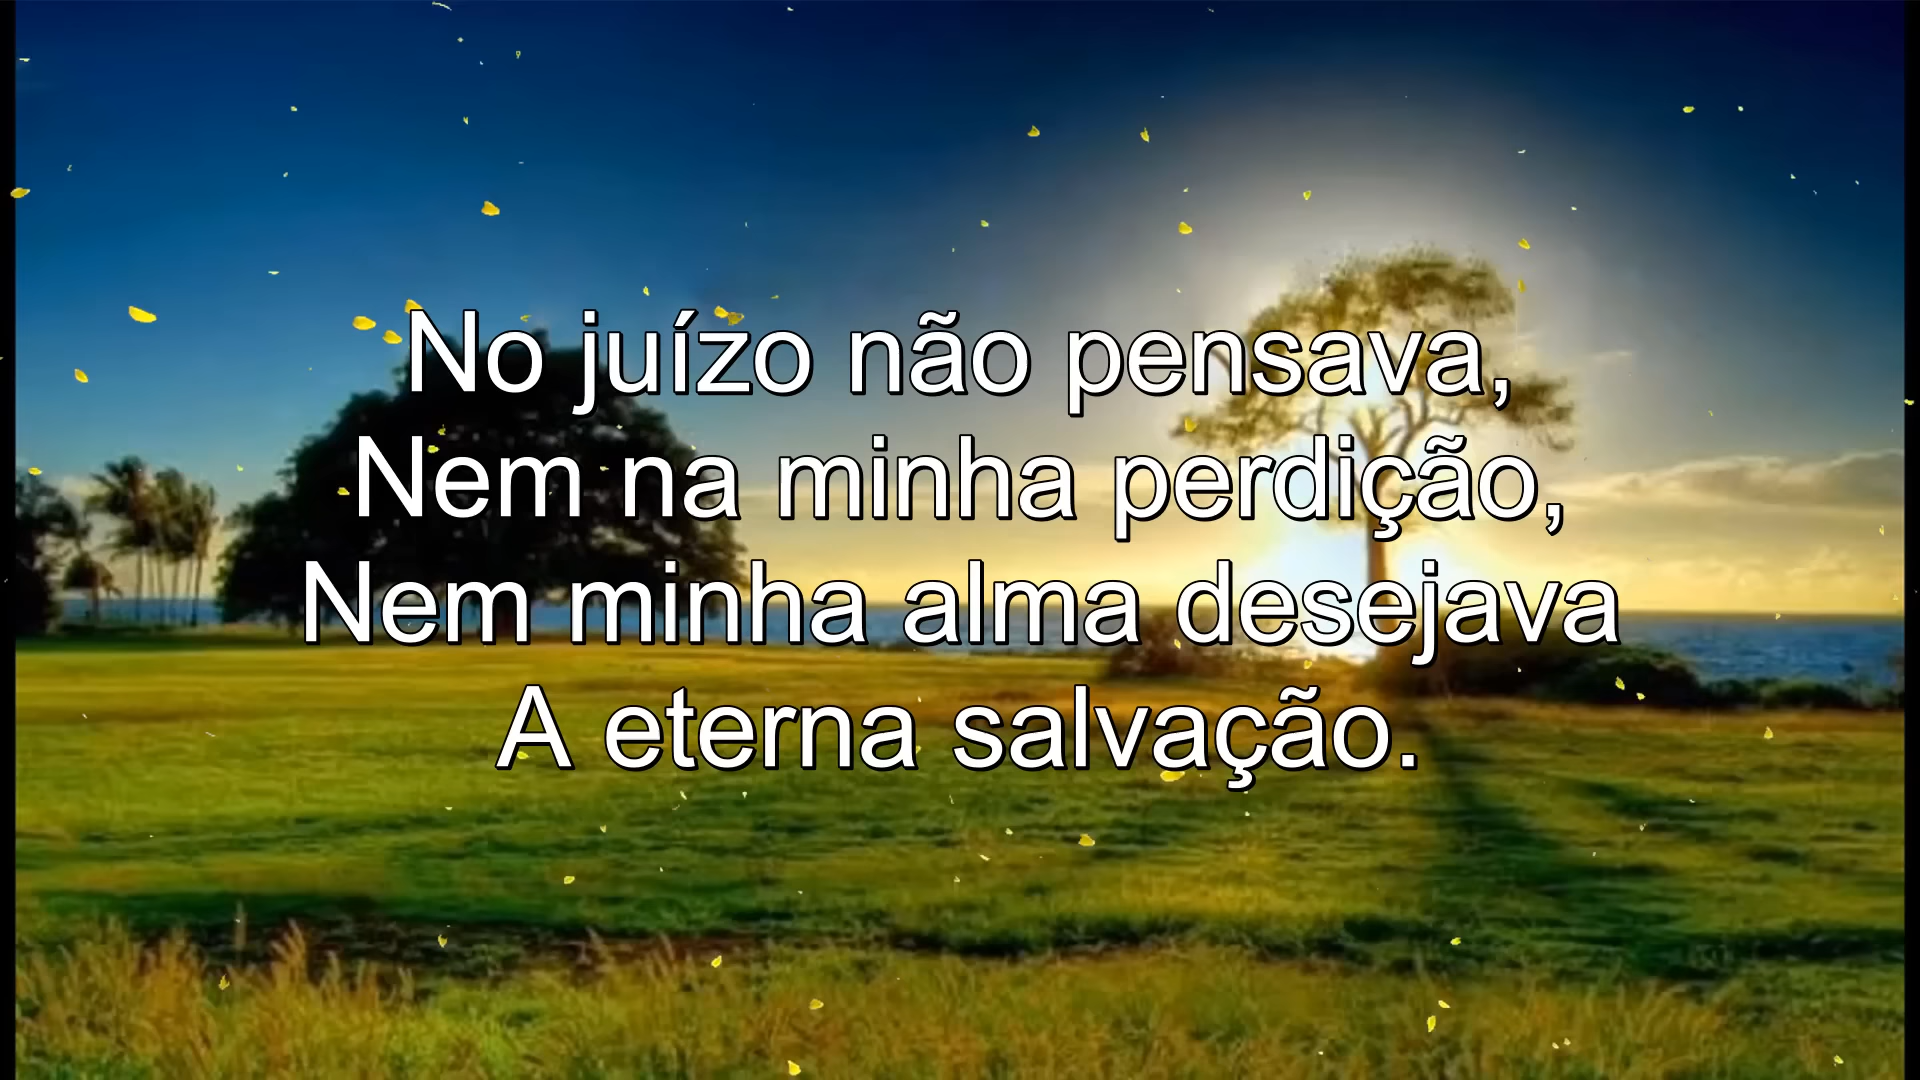 No juízo não pensava,
Nem na minha perdição,
Nem minha alma desejava
A eterna salvação.